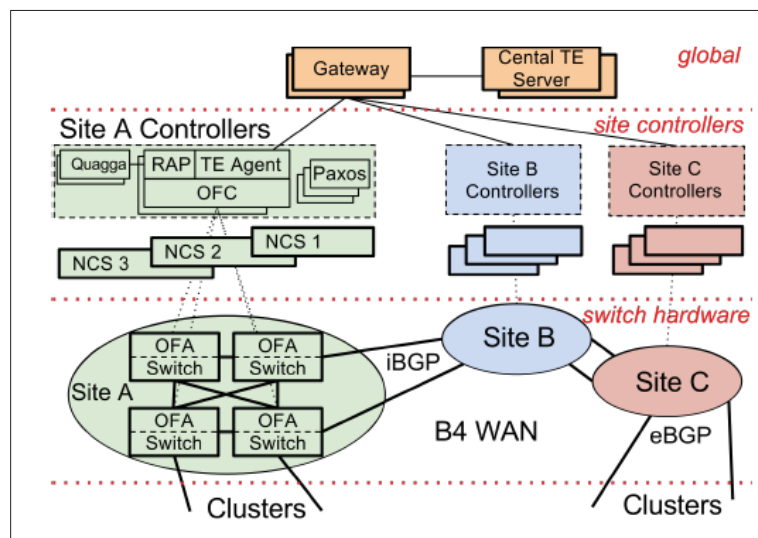 global
Gateway
Cental TE
Server
site controllers
Site A Controllers
Quagga
RAP
TE Agent
OFC
Paxos
Site B
Controllers
Site C
Controllers
NCS 1
NCS 2
NCS 3
switch hardware
Site A
OFA
Switch
OFA
Switch
OFA
Switch
OFA
Switch
iBGP
Site B
Site C
B4 WAN
eBGP
Clusters
Clusters